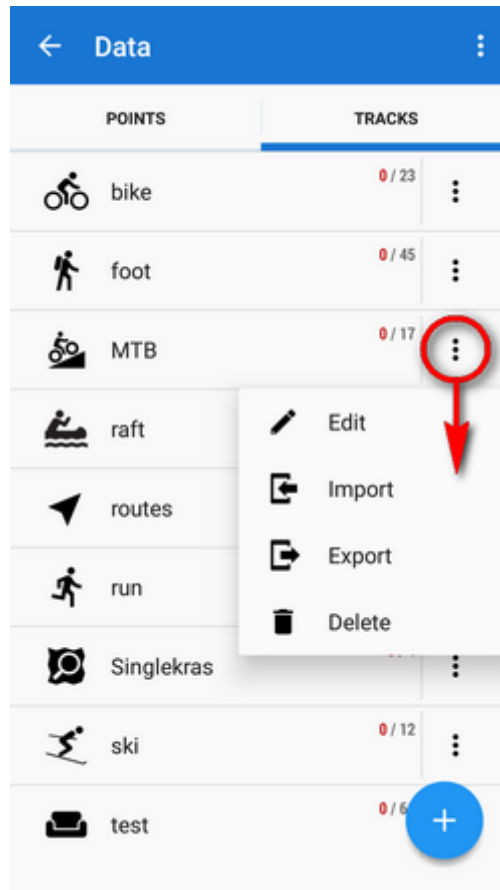 Data
POINTS
TRACKS
bike
0 / 23
foot
0 / 45
MTB
0 / 17
raft
Edit
routes
Import
Export
run
Delete
Singlekras
ski
0 / 12
test
0 / 6